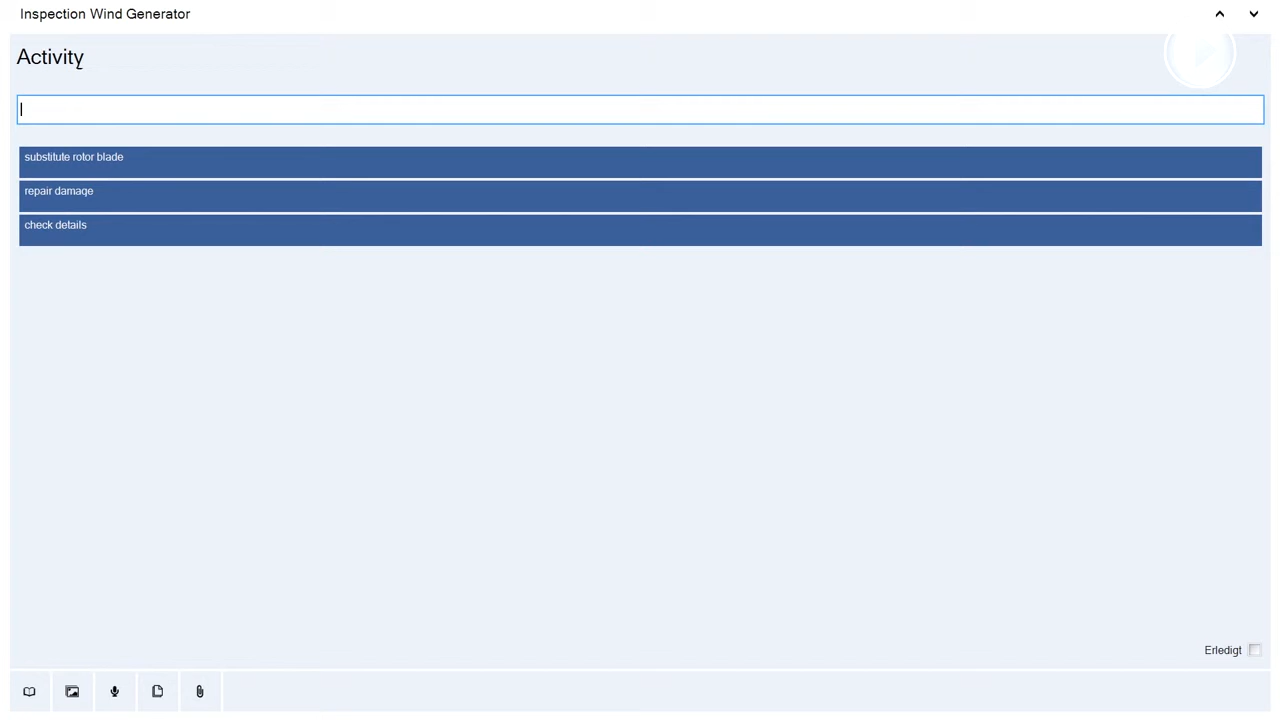 Inspection Wind Generator
Activity
substitute rotor blade
repair damage
check details
Erledigt